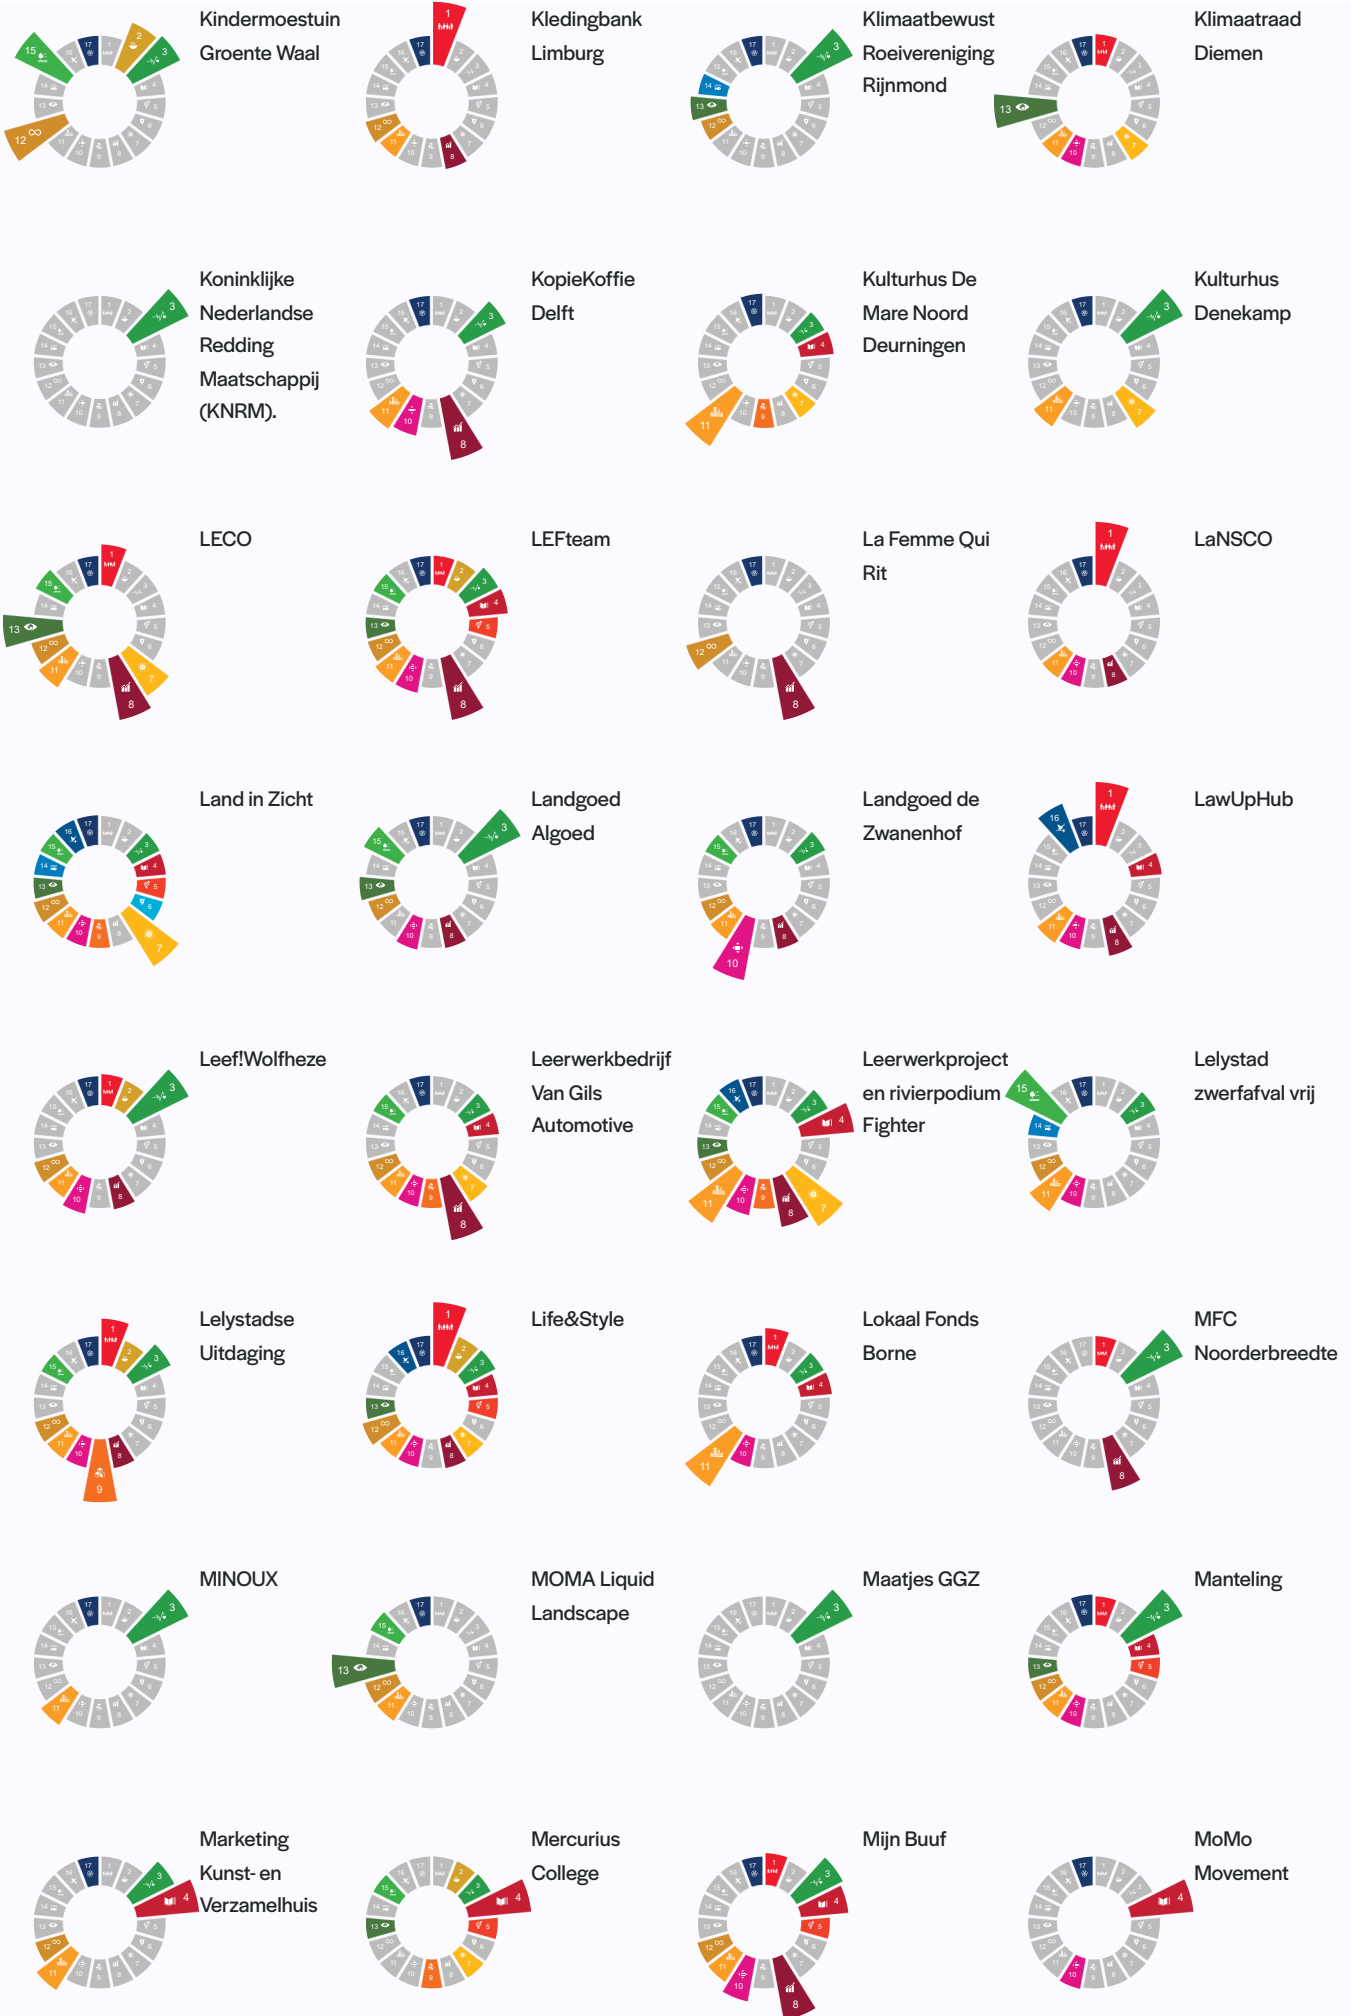 Kindermoestuin
Groente Waal
Kledingbank
Limburg
Klimaatbewust
Roeivereniging
Rijnmond
Klimaatraad
Diemen
Koninklijke
Nederlandse
Redding
Maatschappij
(KNRM).
KopieKoffie
Delft
Kulturhus De
Mare Noord
Deurningen
Kulturhus
Denekamp
LECO
LEFteam
La Femme Qui
Rit
LaNSCO
Land in Zicht
Landgoed
Algoed
Landgoed de
Zwanenhof
LawUpHub
Leef!Wolfheze
Leerwerkbedrijf
Van Gils
Automotive
Leerwerkproject
en rivierpodium
Fighter
Lelystad
zwerfafval vrij
Lelystadse
Uitdaging
Life&Style
Lokaal Fonds
Borne
MFC
Noorderbreedte
MINOUX
MOMA Liquid
Landscape
Maatjes GGZ
Manteling
Marketing
Kunst- en
Verzamelhuis
Mercurius
College
Mijn Buuf
MoMo
Movement